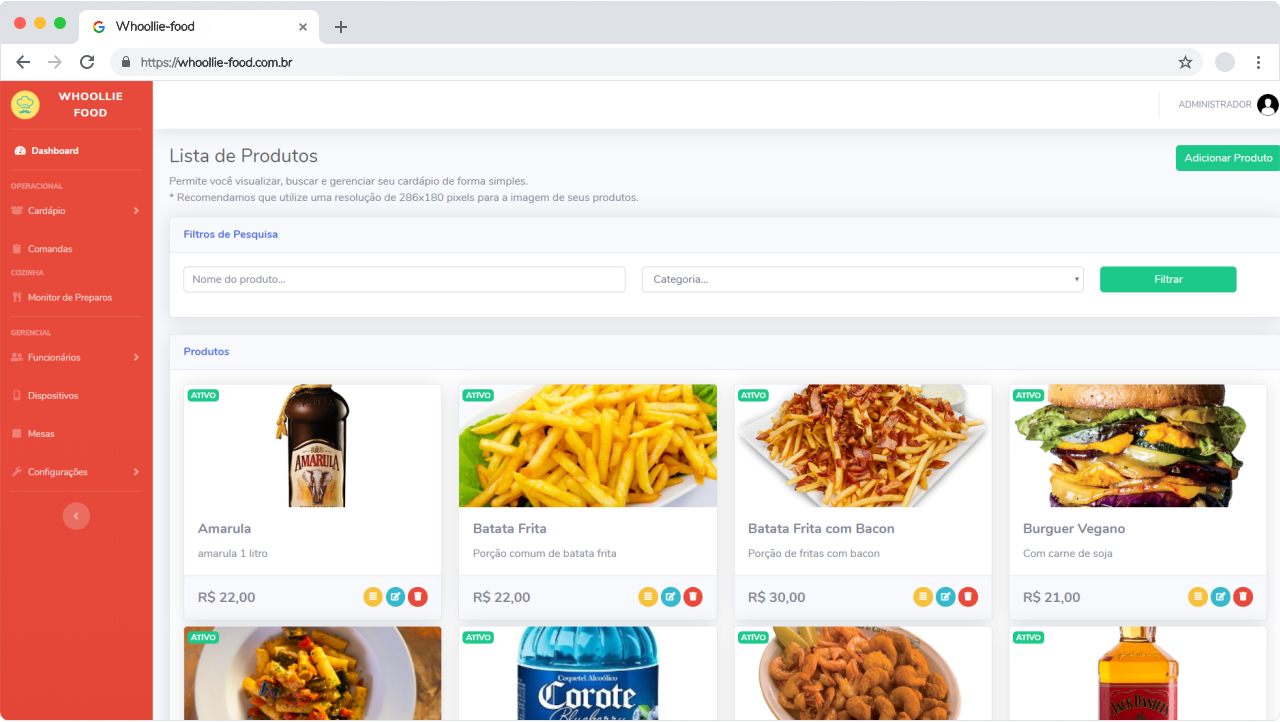 Whoollie-food
https://whoollie-food.com.br
WHOOLLIE
FOOD
ADMINISTRADOR
Dashboard
OPERACIONAL
Cardápio
Comandas
COZINHA
Monitor de Preparos
GERENCIAL
Funcionários
Dispositivos
Mesas
Configurações
Lista de Produtos
Adicionar Produto
Permite você visualizar, buscar e gerenciar seu cardápio de forma simples.
* Recomendamos que utilize uma resolução de 286x180 pixels para a imagem de seus produtos.
Filtros de Pesquisa
Nome do produto...
Categoria...
Filtrar
Produtos
ATIVO
AMARULA
Amarula
amarula 1 litro
R$ 22,00
ATIVO
Batata Frita
Porção comum de batata frita
R$ 22,00
ATIVO
Batata Frita com Bacon
Porção de fritas com bacon
R$ 30,00
ATIVO
Burguer Vegano
Com carne de soja
R$ 21,00
ATIVO
ATIVO
Coquetel Alcoólico
Corote
Blueberry
ATIVO
ATIVO
JACK DANIEL'S